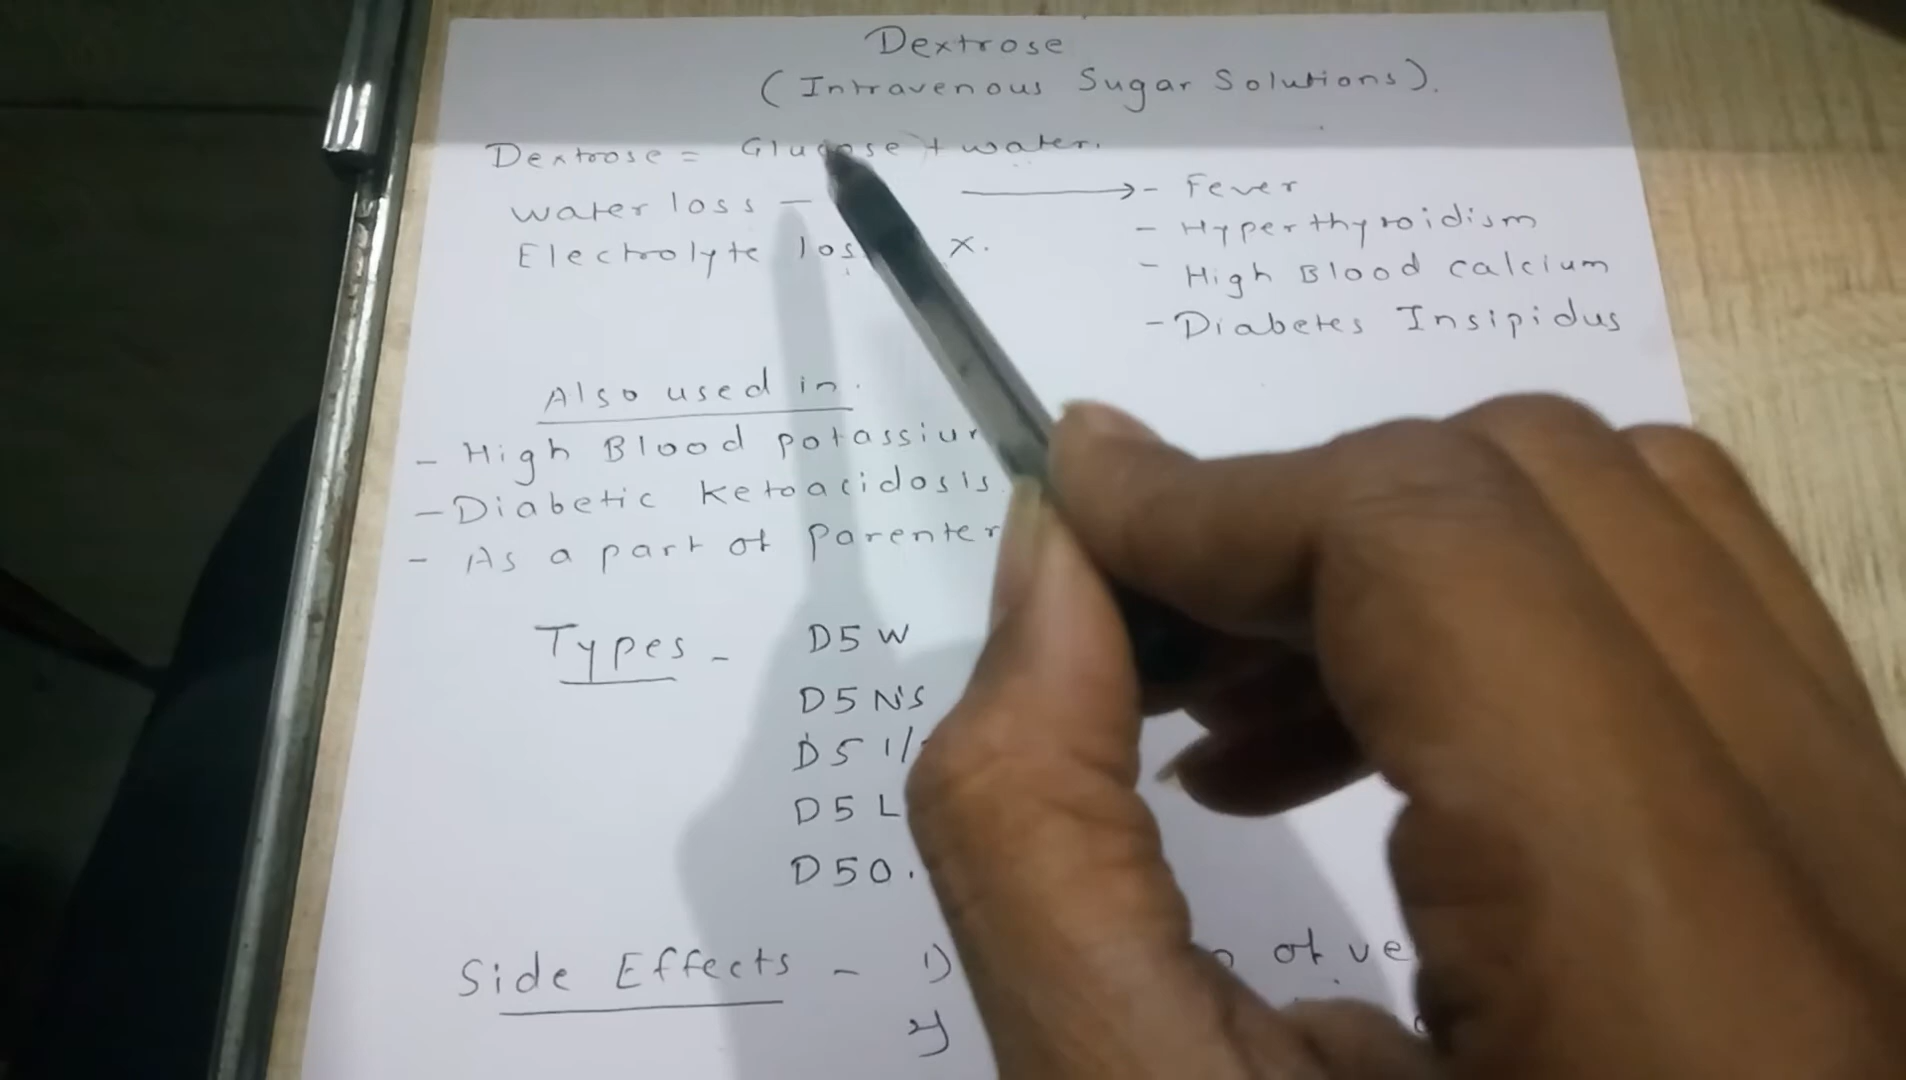 Dextrose
(Intravenous Sugar Solutions).
Dextrose = Glucose + water.
water loss — → - Fever
Electrolyte los x.
- Hyperthyroidism
- High Blood calcium
- Diabetes Insipidus
Also used in.
- High Blood potassiu
- Diabetic Ketoacidosis
- As a part of Parenter
Types - D5W
D5NS
D5 1/
D5 L
D50.
Side Effects - 1) of ve
2)